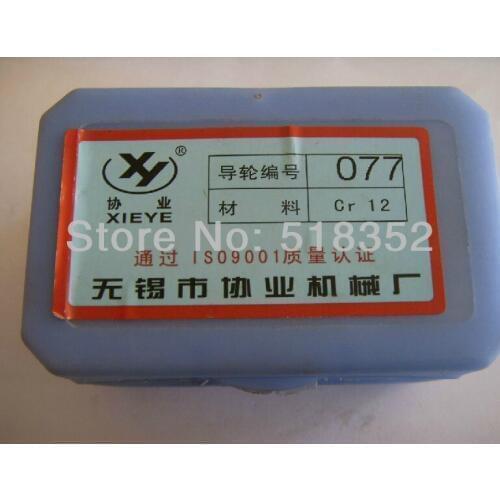 XY®
协业
XIEYE
导轮编号 077
材料 Cr 12
Store No: 518352
通过ISO9001质量认证
无锡市协业机械厂